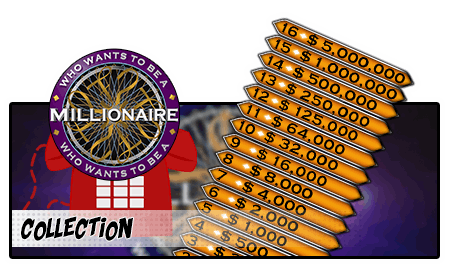 WHO WANTS TO BE A
MILLIONAIRE
WHO WANTS TO BE A
COLLECTION
16 $ 5,000,000
15 $ 1,000,000
14 $ 500,000
13 $ 250,000
12 $ 125,000
11 $ 64,000
10 $ 32,000
9 $ 16,000
8 $ 8,000
7 $ 4,000
6 $ 2,000
5 $ 1,000
4 $ 500
3